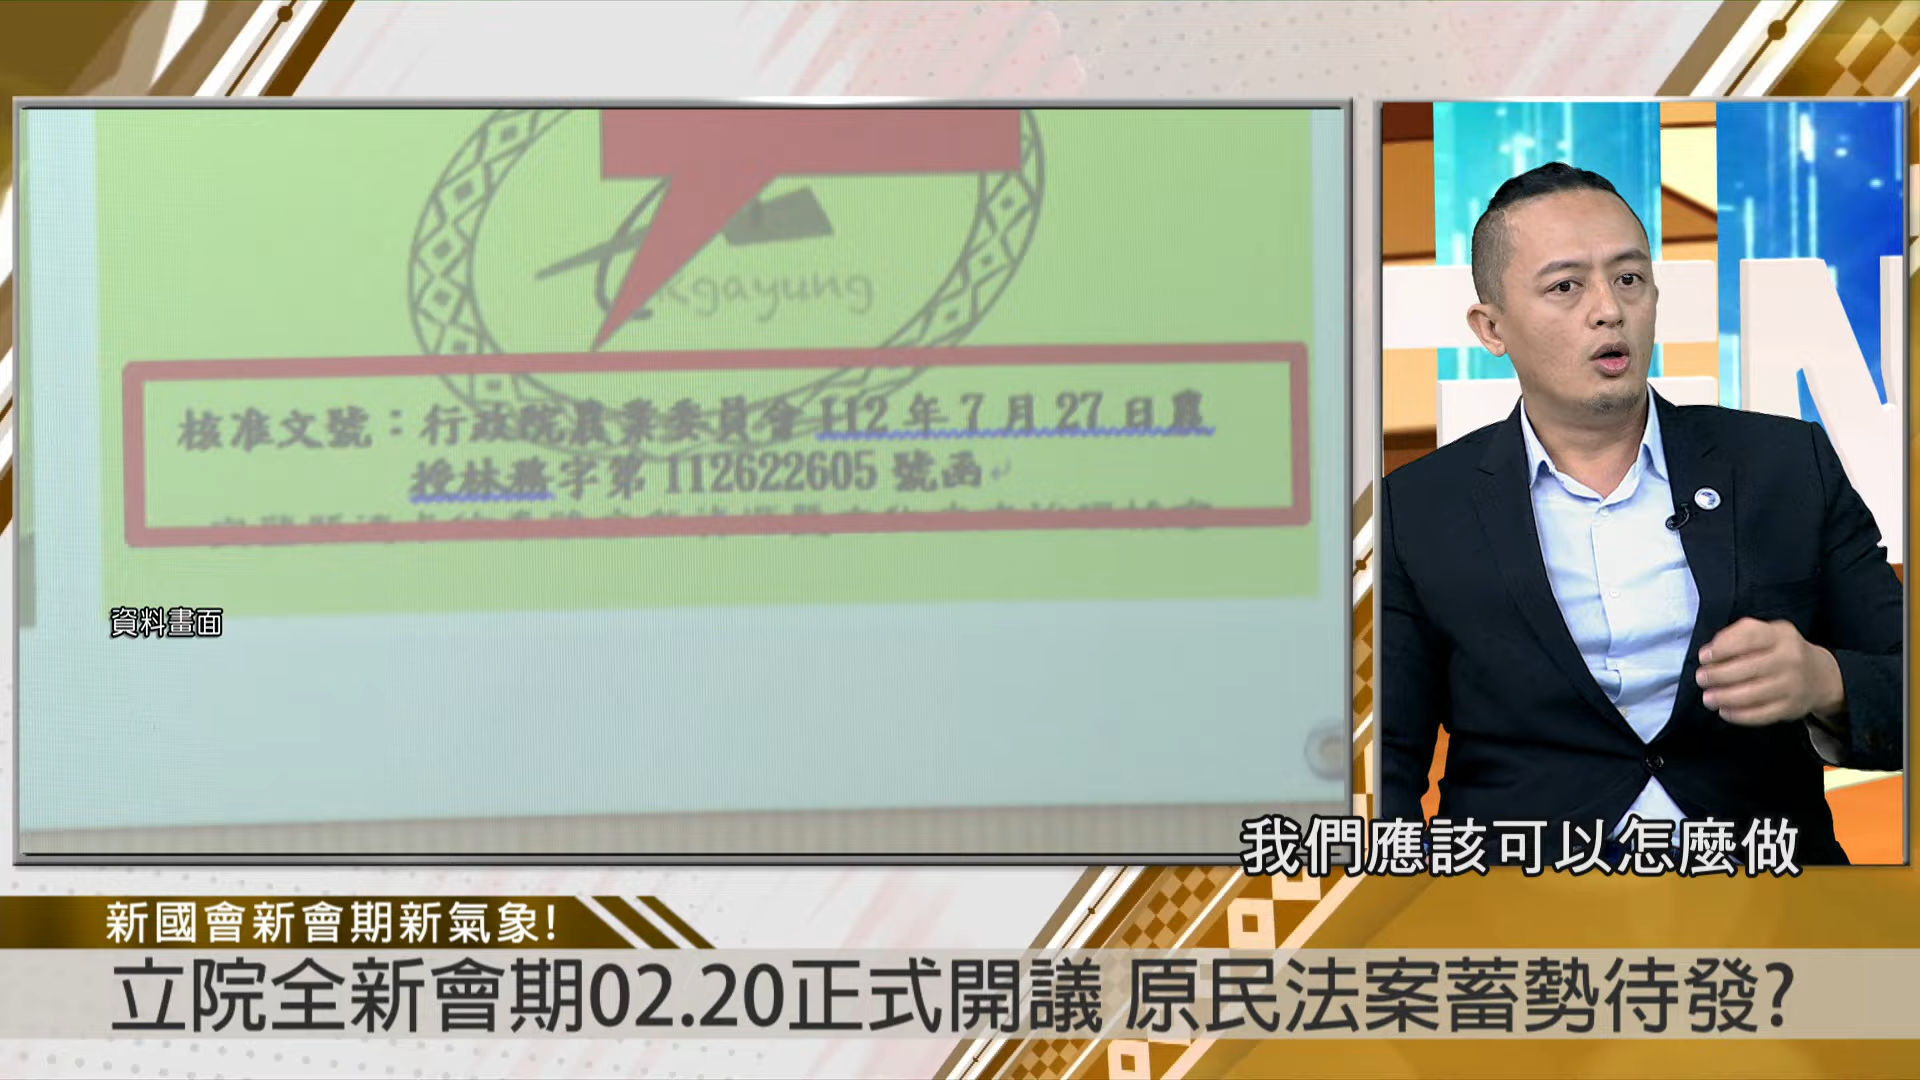 kgayung
核准文號：行政院農業委員會112年7月27日農
授林務字第112622605號函
資料畫面
我們應該可以怎麼做
新國會新會期新氣象!
立院全新會期02.20正式開議 原民法案蓄勢待發?